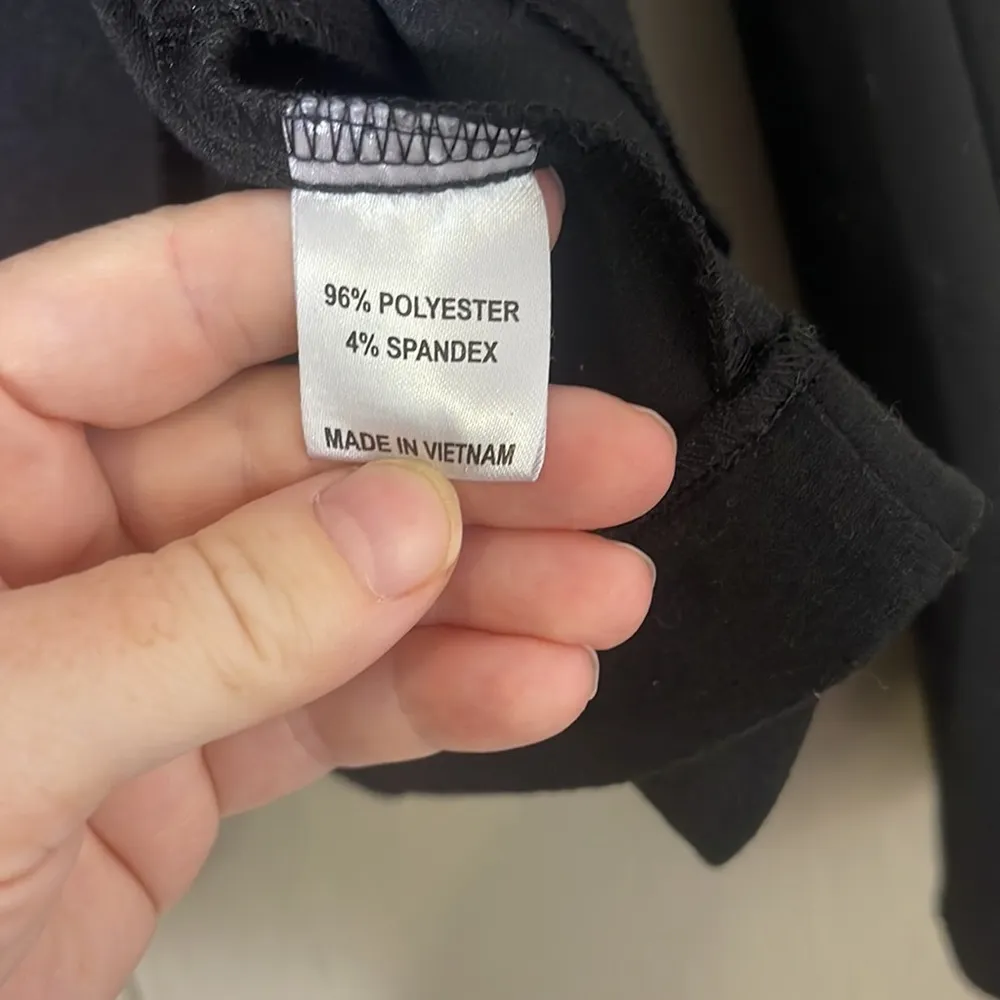 96% POLYESTER
4% SPANDEX
MADE IN VIETNAM